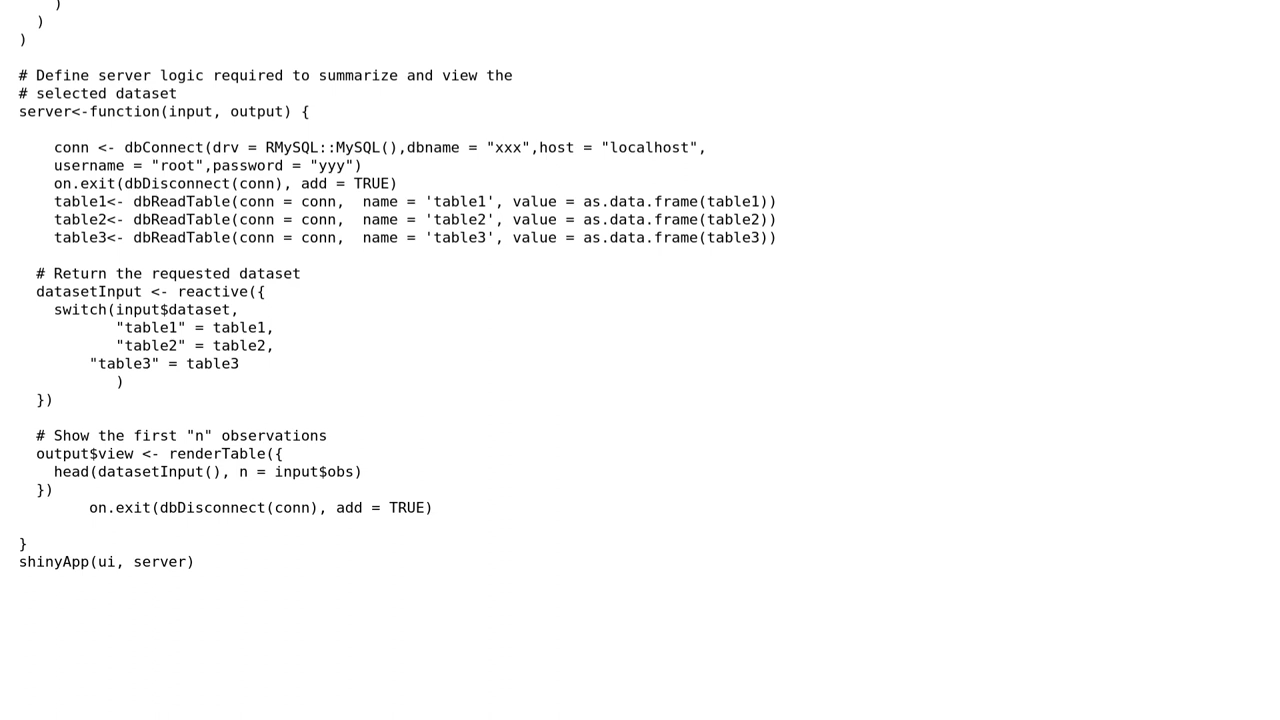 )
  )
)
# Define server logic required to summarize and view the
# selected dataset
server<-function(input, output) {
    conn <- dbConnect(drv = RMySQL::MySQL(),dbname = "xxx",host = "localhost",
    username = "root",password = "yyy")
    on.exit(dbDisconnect(conn), add = TRUE)
    table1<- dbReadTable(conn = conn,  name = 'table1', value = as.data.frame(table1))
    table2<- dbReadTable(conn = conn,  name = 'table2', value = as.data.frame(table2))
    table3<- dbReadTable(conn = conn,  name = 'table3', value = as.data.frame(table3))
  # Return the requested dataset
  datasetInput <- reactive({
    switch(input$dataset,
           "table1" = table1,
           "table2" = table2,
        "table3" = table3
           )
  })
  # Show the first "n" observations
  output$view <- renderTable({
    head(datasetInput(), n = input$obs)
  })
        on.exit(dbDisconnect(conn), add = TRUE)
}
shinyApp(ui, server)